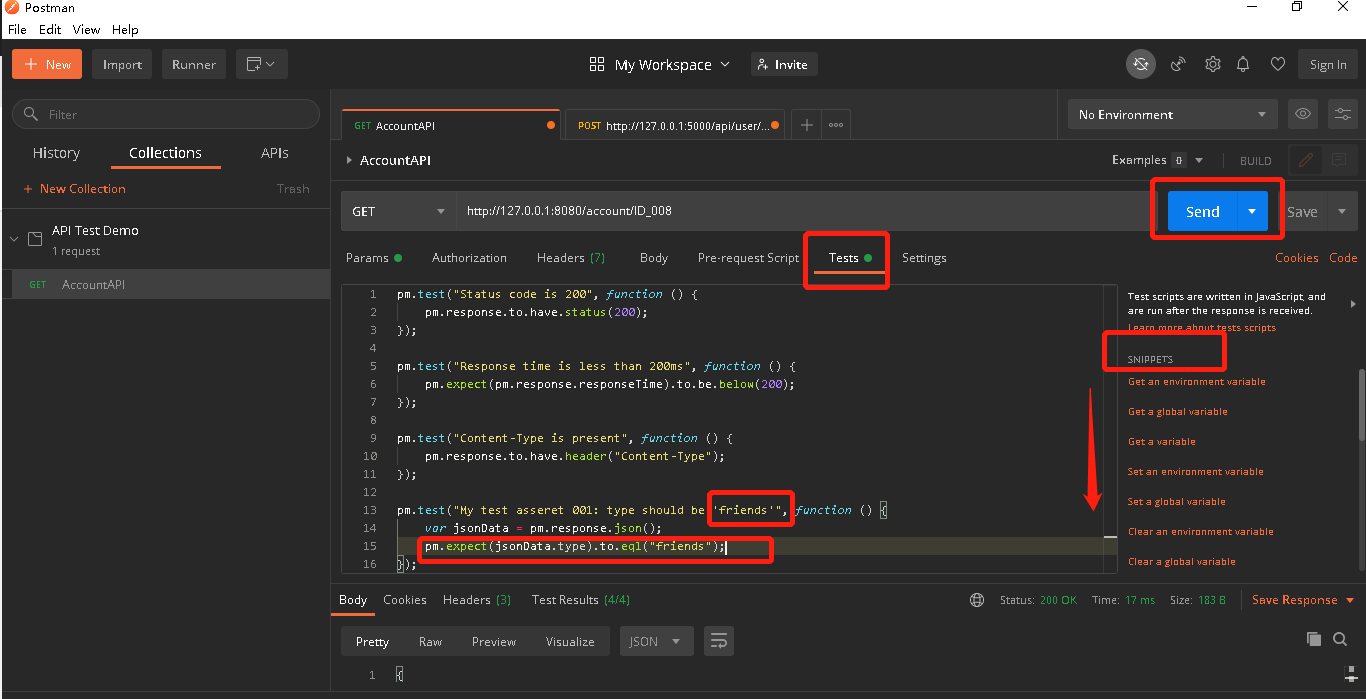 Postman
File Edit View Help
New Import Runner My Workspace Invite Sign In
Filter
GET AccountAPI POST http://127.0.0.1:5000/api/user/... No Environment
History Collections APIs
AccountAPI Examples 0 BUILD
+ New Collection Trash
GET http://127.0.0.1:8080/account/ID_008 Send Save
API Test Demo
1 request
GET AccountAPI
Params Authorization Headers (7) Body Pre-request Script Tests Settings Cookies Code
1 pm.test("Status code is 200", function () {
2 pm.response.to.have.status(200);
3 });
4
5 pm.test("Response time is less than 200ms", function () {
6 pm.expect(pm.response.responseTime).to.be.below(200);
7 });
8
9 pm.test("Content-Type is present", function () {
10 pm.response.to.have.header("Content-Type");
11 });
12
13 pm.test("My test asseret 001: type should be 'friends'", function () {
14 var jsonData = pm.response.json();
15 pm.expect(jsonData.type).to.eql("friends");
16 });
Test scripts are written in JavaScript, and
are run after the response is received.
Learn more about tests scripts
SNIPPETS
Get an environment variable
Get a global variable
Get a variable
Set an environment variable
Set a global variable
Clear an environment variable
Clear a global variable
Body Cookies Headers (3) Test Results (4/4) Status: 200 OK Time: 17 ms Size: 183 B Save Response
Pretty Raw Preview Visualize JSON
1 {